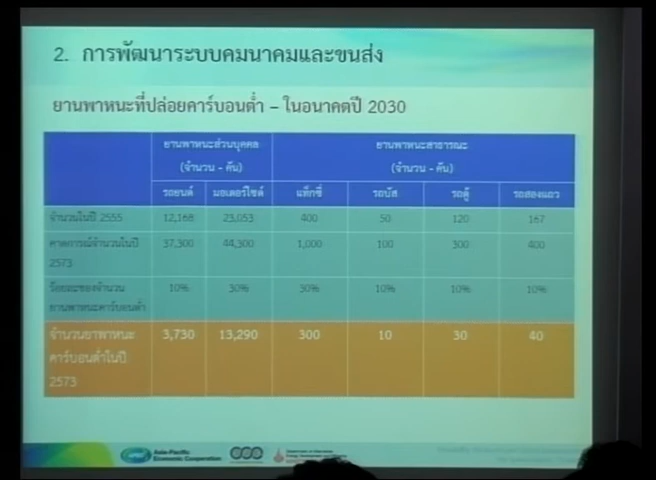 2. การพัฒนาระบบคมนาคมและขนส่ง
ยานพาหนะที่ปล่อยคาร์บอนต่ำ – ในอนาคตปี 2030
ยานพาหนะส่วนบุคคล ยานพาหนะสาธารณะ
(จำนวน - คัน) (จำนวน - คัน)
รถยนต์ มอเตอร์ไซค์ แท็กซี่ รถบัส รถตู้ รถสองแถว
จำนวนในปี 2555 12,168 23,053 400 50 120 167
คาดการณ์จำนวนในปี 37,300 44,300 1,000 100 300 400
2573
ร้อยละของจำนวน 10% 30% 30% 10% 10% 10%
ยานพาหนะคาร์บอนต่ำ
จำนวนยาพาหนะ 3,730 13,290 300 10 30 40
คาร์บอนต่ำในปี
2573
Asia-Pacific
Economic Cooperation